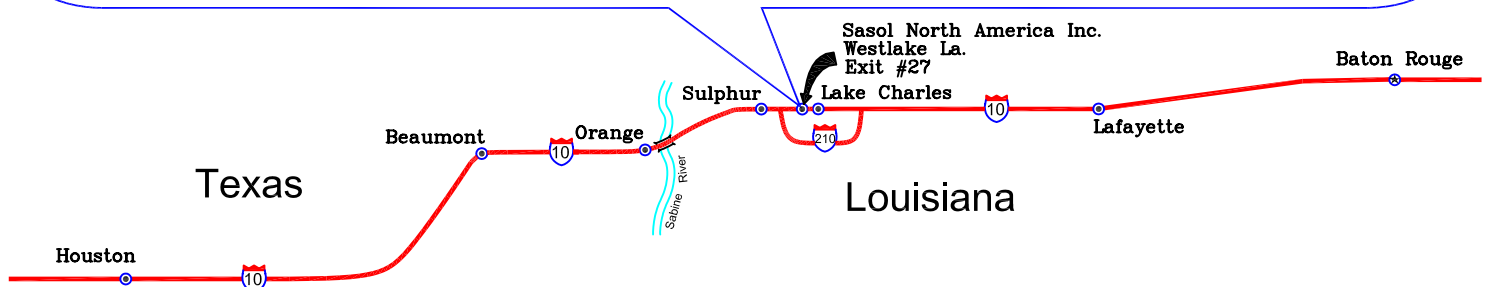 Sasol North America Inc.
Westlake La.
Exit #27
Baton Rouge
Sulphur
Lake Charles
10
Lafayette
Beaumont
Orange
210
10
Texas
Sabine River
Louisiana
Houston
10